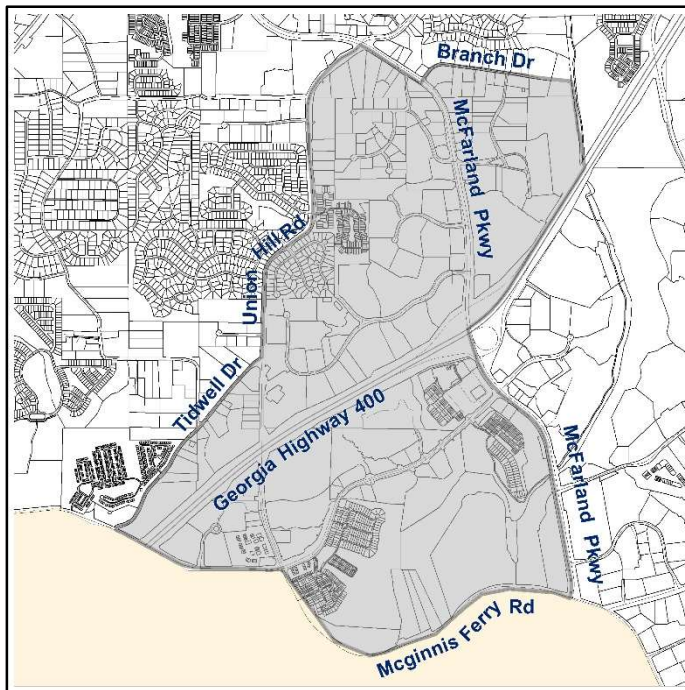 Branch Dr
McFarland Pkwy
Union Hill Rd
Tidwell Dr
Georgia Highway 400
McFarland Pkwy
Mcginnis Ferry Rd